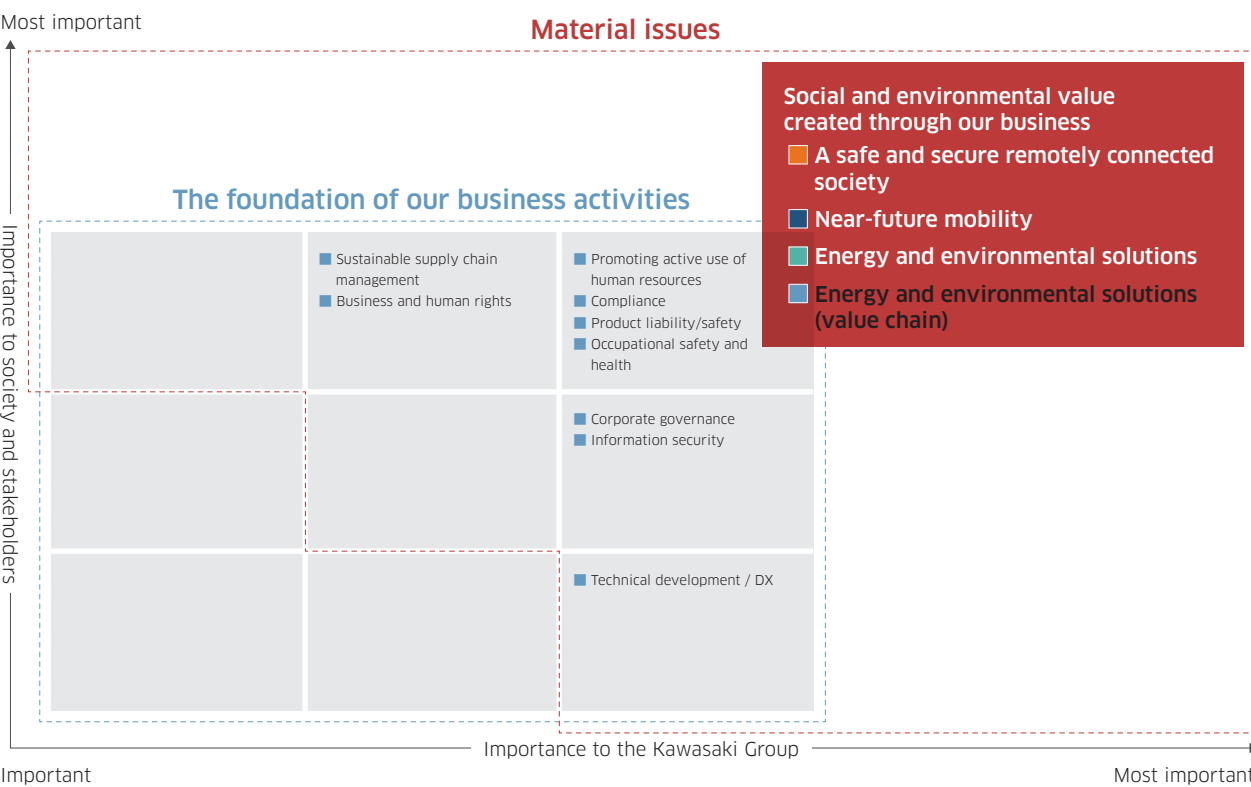 Most important
Material issues
Social and environmental value
created through our business
A safe and secure remotely connected
society
Near-future mobility
Energy and environmental solutions
Energy and environmental solutions
(value chain)
The foundation of our business activities
Sustainable supply chain
management
Business and human rights
Promoting active use of
human resources
Compliance
Product liability/safety
Occupational safety and
health
Corporate governance
Information security
Technical development / DX
Importance to society and stakeholders
Importance to the Kawasaki Group
Important
Most important